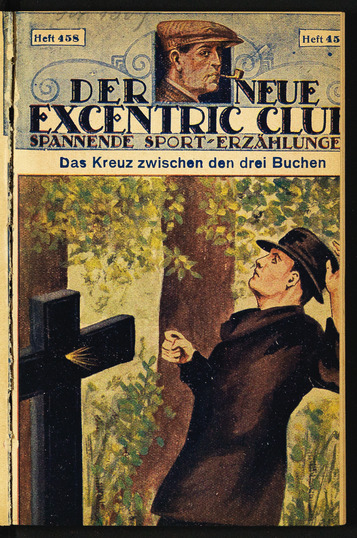 Heft 458
Heft 45
DER NEUE
EXCENTRIC CLU
SPANNENDE SPORT-ERZÄHLUNGE
Das Kreuz zwischen den drei Buchen